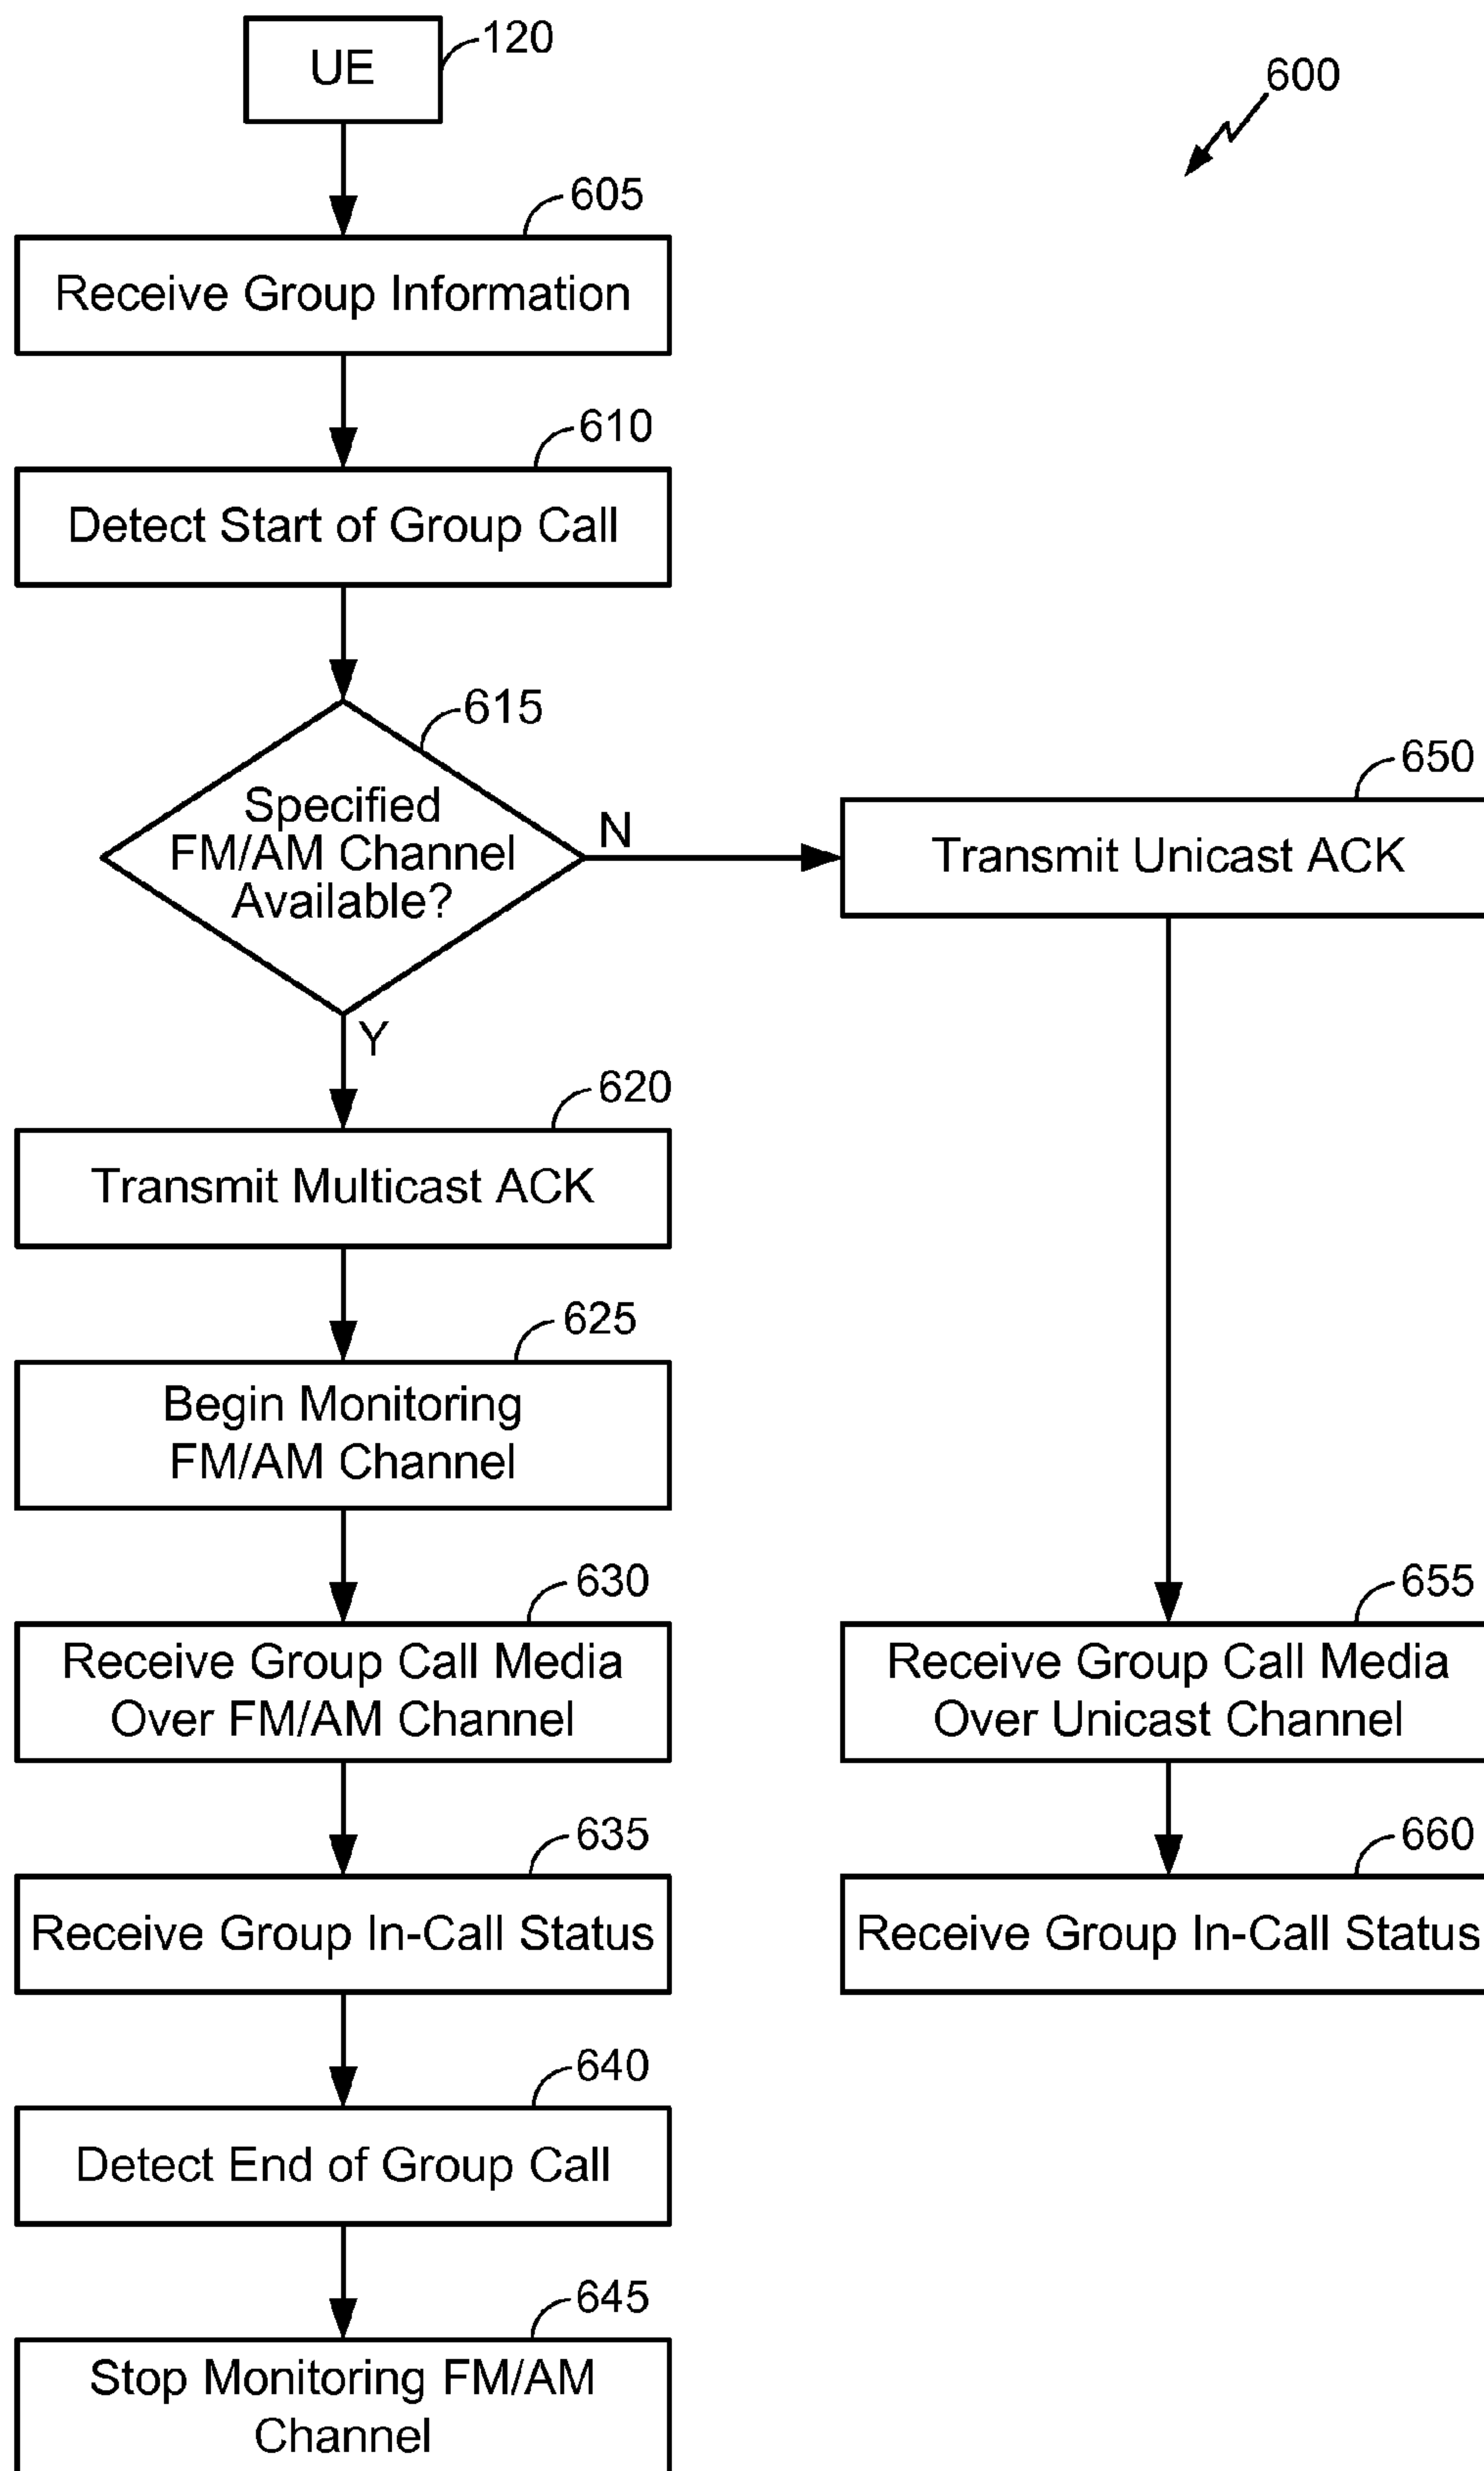 UE
120
600
605
Receive Group Information
610
Detect Start of Group Call
615
Specified
FM/AM Channel
Available?
N
Y
650
Transmit Unicast ACK
620
Transmit Multicast ACK
625
Begin Monitoring
FM/AM Channel
630
Receive Group Call Media
Over FM/AM Channel
655
Receive Group Call Media
Over Unicast Channel
635
Receive Group In-Call Status
660
Receive Group In-Call Status
640
Detect End of Group Call
645
Stop Monitoring FM/AM
Channel